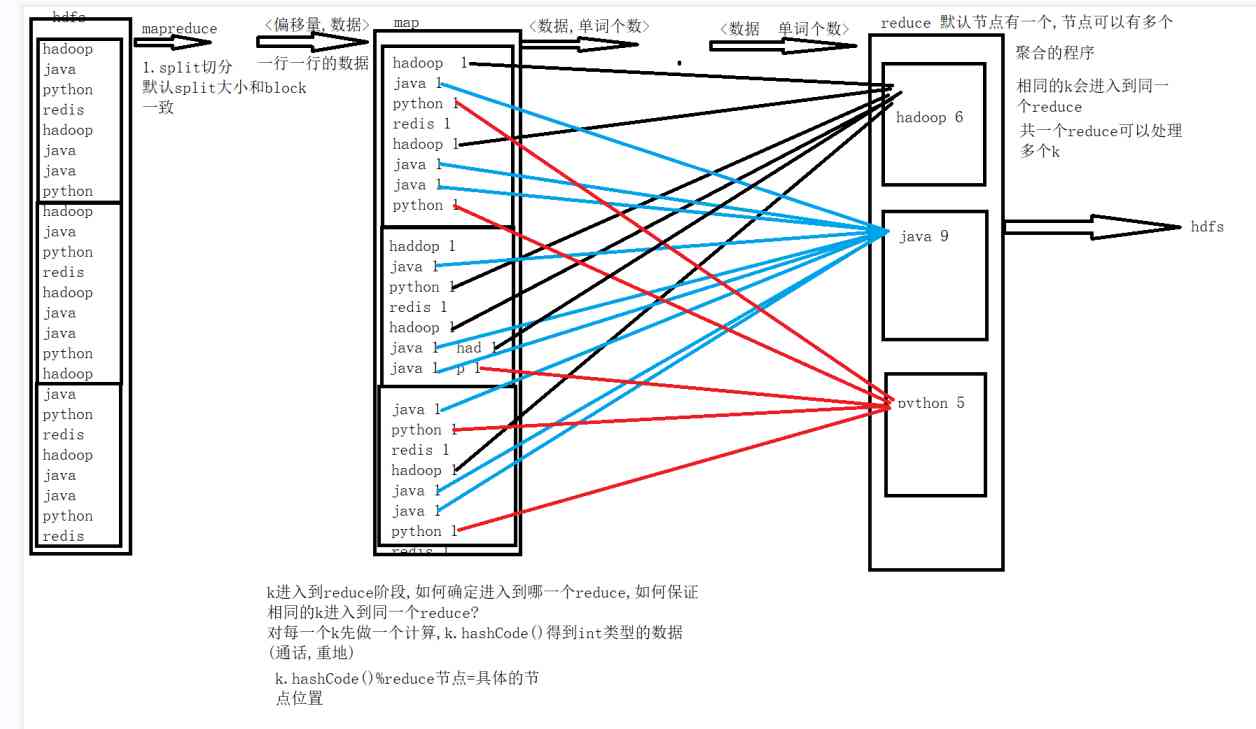 hdfs
hadoop
java
python
redis
hadoop
java
java
python
hadoop
java
python
redis
hadoop
java
java
python
hadoop
java
python
redis
hadoop
java
java
python
redis
mapreduce
1.split切分
默认split大小和block
一致
<偏移量,数据>
一行一行的数据
map
hadoop 1
java 1
python 1
redis 1
hadoop 1
java 1
java 1
python 1
haddop 1
java 1
python 1
redis 1
hadoop 1
java 1 had 1
java 1 p 1
java 1
python 1
redis 1
hadoop 1
java 1
java 1
python 1
redis 1
<数据,单词个数>
<数据 单词个数>
reduce 默认节点有一个,节点可以有多个
hadoop 6
java 9
python 5
聚合的程序
相同的k会进入到同一
个reduce
共一个reduce可以处理
多个k
hdfs
k进入到reduce阶段,如何确定进入到哪一个reduce,如何保证
相同的k进入到同一个reduce?
对每一个k先做一个计算,k.hashCode()得到int类型的数据
(通话,重地)
k.hashCode()%reduce节点=具体的节
点位置